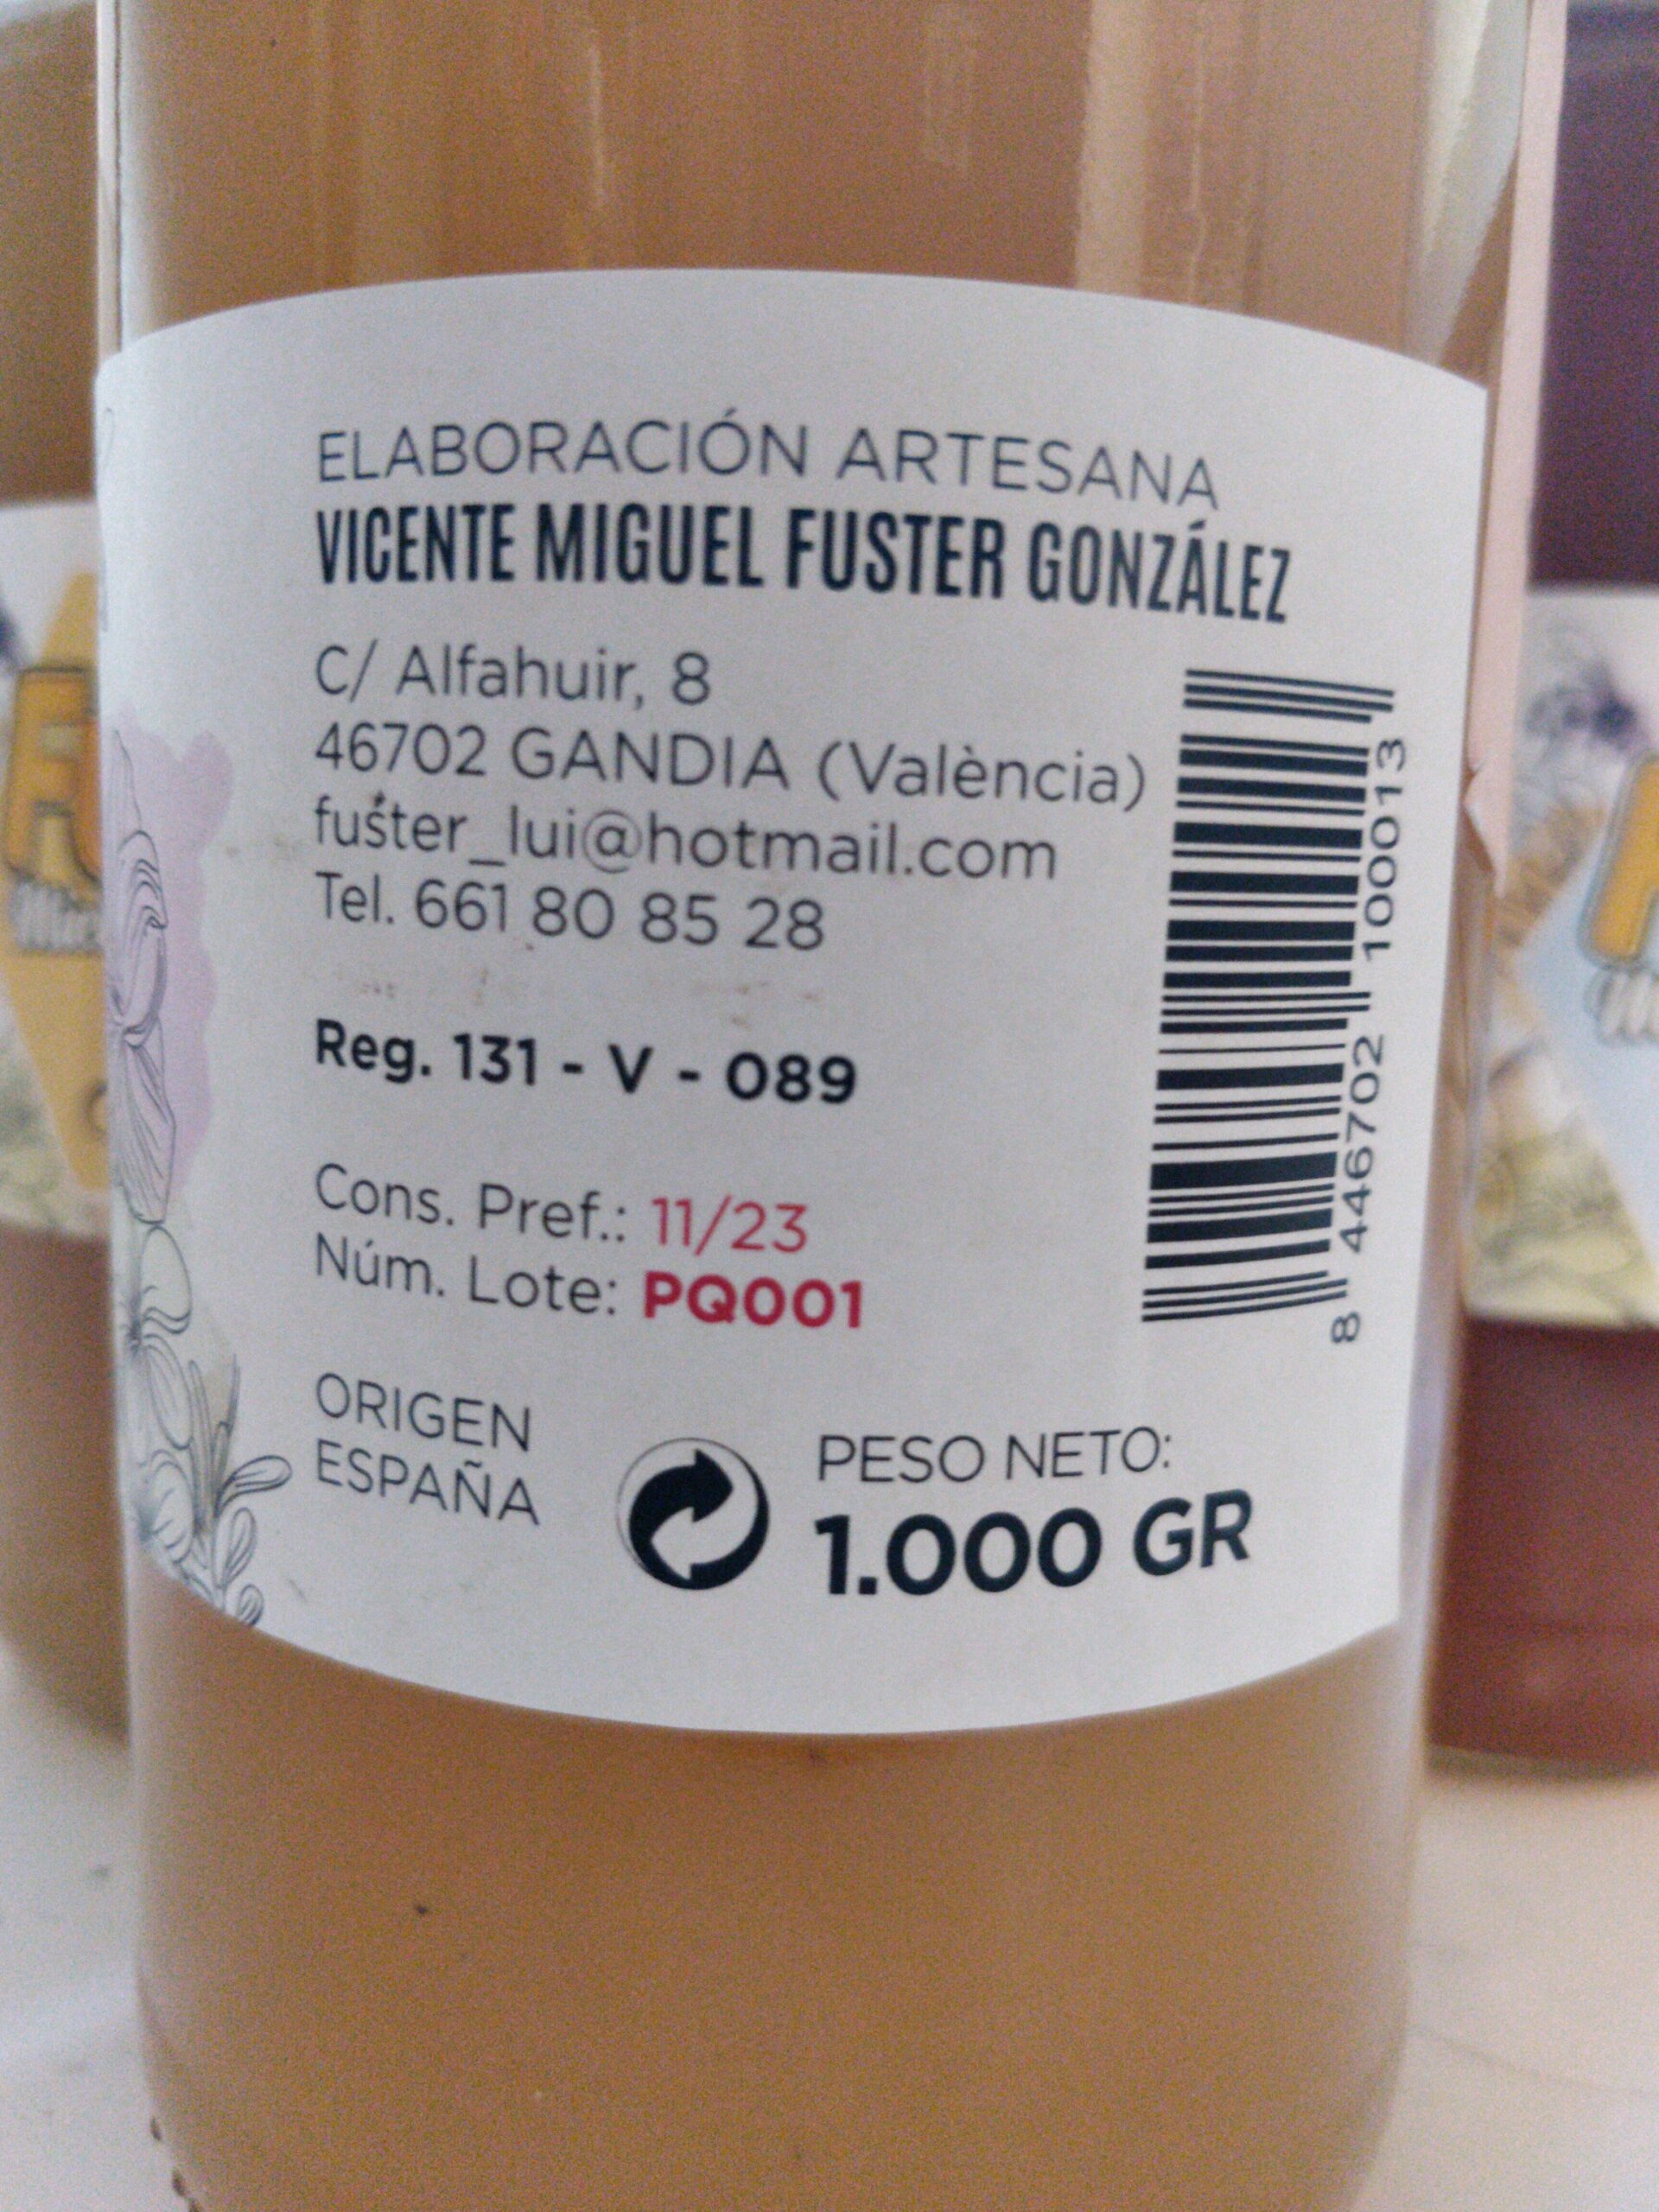 ELABORACIÓN ARTESANA
VICENTE MIGUEL FUSTER GONZÁLEZ
C/ Alfahuir, 8
46702 GANDIA (València)
fuster_lui@hotmail.com
Tel. 661 80 85 28
Reg. 131 - V - 089
Cons. Pref.: 11/23
Núm. Lote: PQ001
ORIGEN
ESPAÑA
PESO NETO:
1.000 GR
8 446702 100013